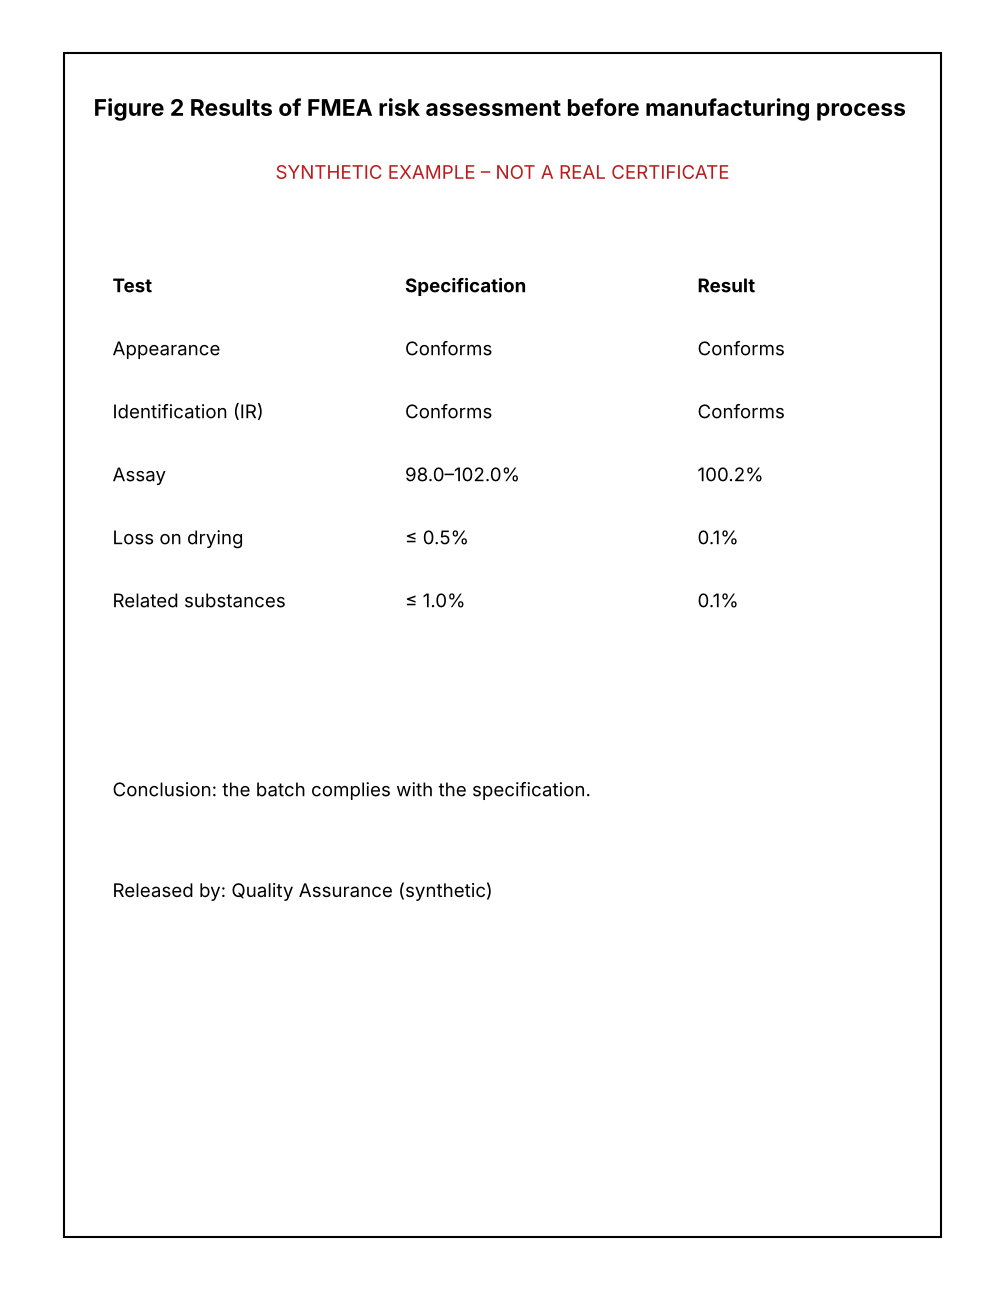 Figure 2 Results of FMEA risk assessment before manufacturing process
SYNTHETIC EXAMPLE – NOT A REAL CERTIFICATE
Test Specification Result
Appearance Conforms Conforms
Identification (IR) Conforms Conforms
Assay 98.0–102.0% 100.2%
Loss on drying ≤ 0.5% 0.1%
Related substances ≤ 1.0% 0.1%
Conclusion: the batch complies with the specification.
Released by: Quality Assurance (synthetic)